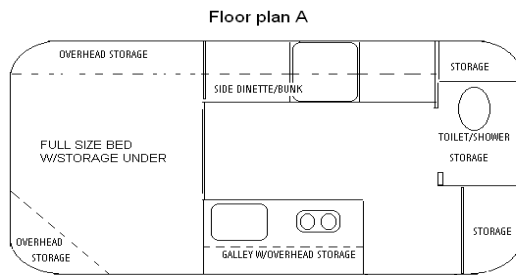 Floor plan A
OVERHEAD STORAGE
STORAGE
SIDE DINETTE/BUNK
FULL SIZE BED
W/STORAGE UNDER
TOILET/SHOWER
STORAGE
STORAGE
OVERHEAD
STORAGE
GALLEY W/OVERHEAD STORAGE